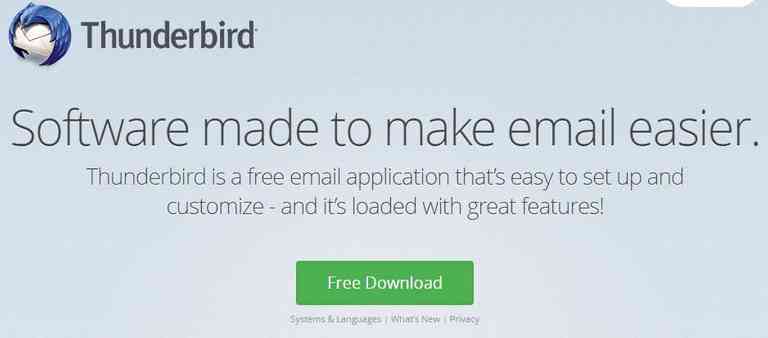 Thunderbird
Software made to make email easier.
Thunderbird is a free email application that's easy to set up and
customize - and it's loaded with great features!
Free Download
Systems & Languages | What's New | Privacy